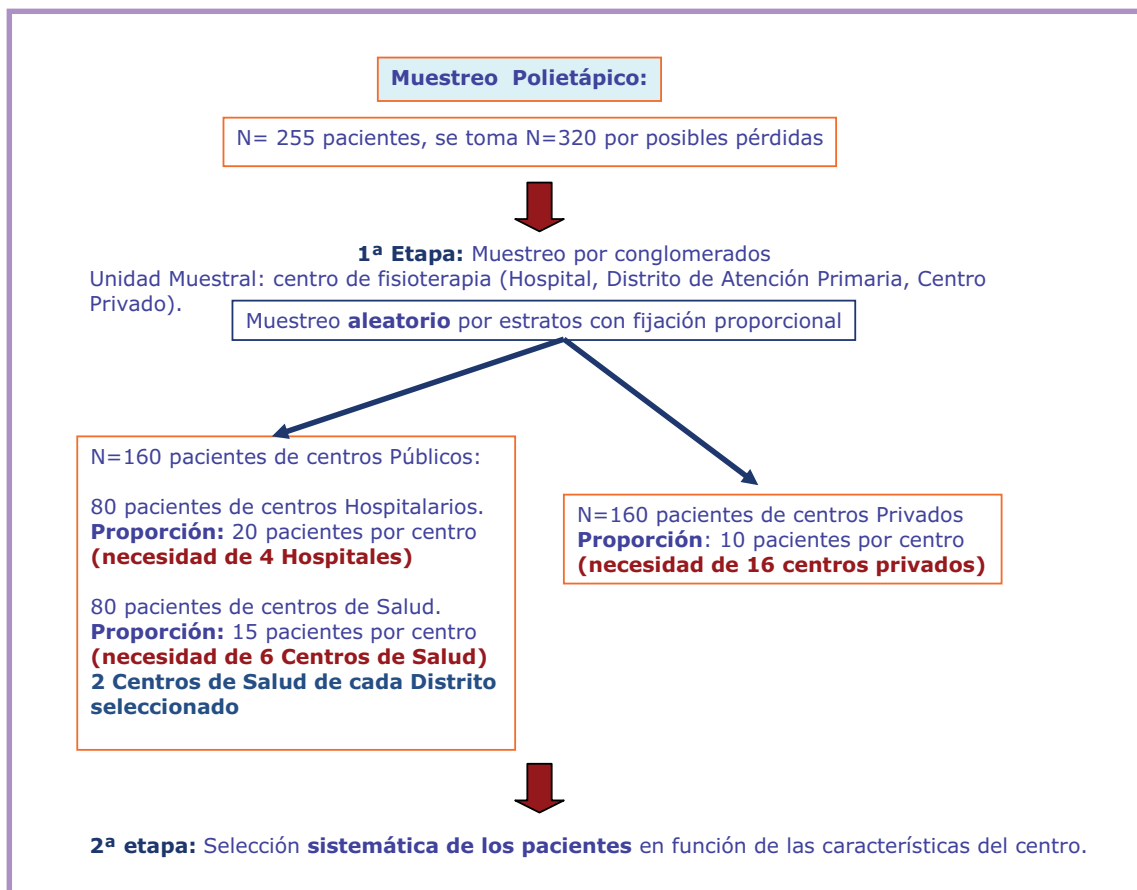 Muestreo Polietápico:
N= 255 pacientes, se toma N=320 por posibles pérdidas
1ª Etapa: Muestreo por conglomerados
Unidad Muestral: centro de fisioterapia (Hospital, Distrito de Atención Primaria, Centro
Privado).
Muestreo aleatorio por estratos con fijación proporcional
N=160 pacientes de centros Públicos:
80 pacientes de centros Hospitalarios.
Proporción: 20 pacientes por centro
(necesidad de 4 Hospitales)
80 pacientes de centros de Salud.
Proporción: 15 pacientes por centro
(necesidad de 6 Centros de Salud)
2 Centros de Salud de cada Distrito
seleccionado
N=160 pacientes de centros Privados
Proporción: 10 pacientes por centro
(necesidad de 16 centros privados)
2ª etapa: Selección sistemática de los pacientes en función de las características del centro.